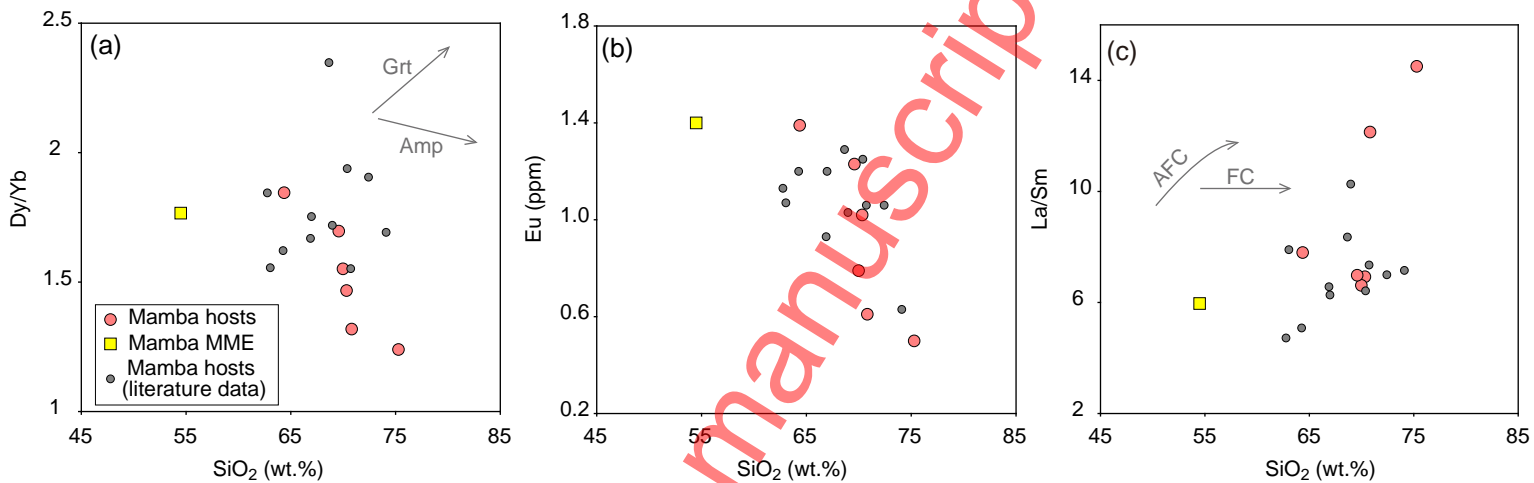 (a)
Grt
Amp
2.5
2
1.5
1
Dy/Yb
45
55
65
75
85
SiO2 (wt.%)
Mamba hosts
Mamba MME
Mamba hosts
(literature data)
(b)
1.8
1.4
1.0
0.6
0.2
Eu (ppm)
45
55
65
75
85
SiO2 (wt.%)
(c)
AFC
FC
14
10
6
2
La/Sm
45
55
65
75
85
SiO2 (wt.%)
manuscrip